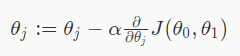 θ_j := θ_j − α ∂/∂θ_j J(θ_0, θ_1)